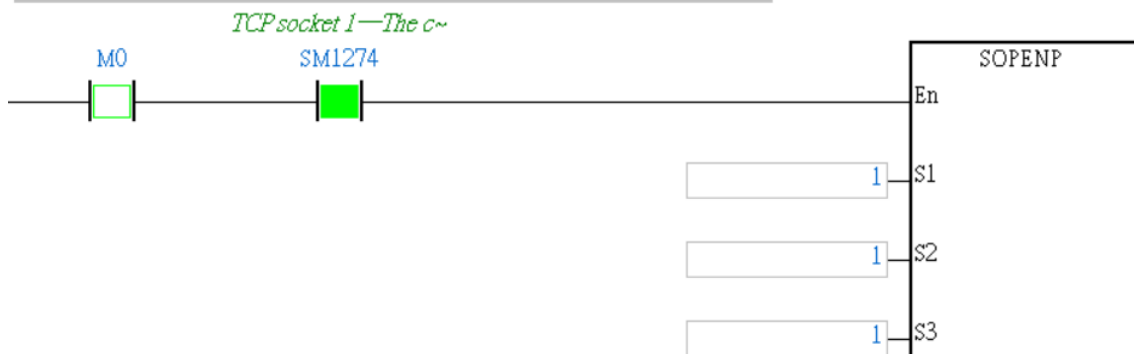 TCP socket 1—The c~
M0 SM1274 SOPENP
En
1 S1
1 S2
1 S3